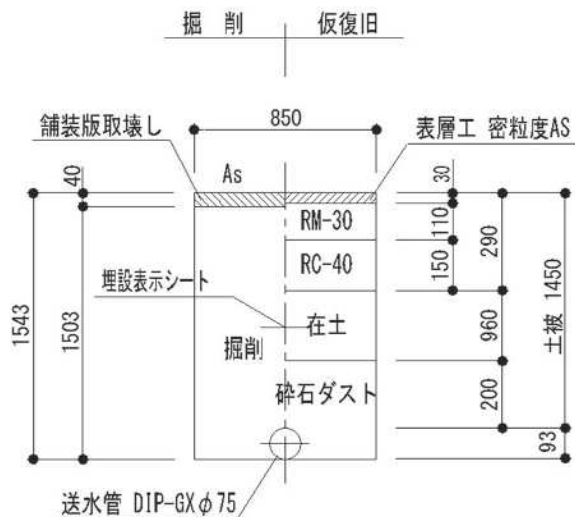 掘 削 仮復旧
850
舗装版取壊し
表層工 密粒度AS
As
40
30
RM-30
110
290
RC-40
150
埋設表示シート
在土
土被 1450
1543
1503
掘削
960
砕石ダスト
200
93
送水管 DIP-GXφ75